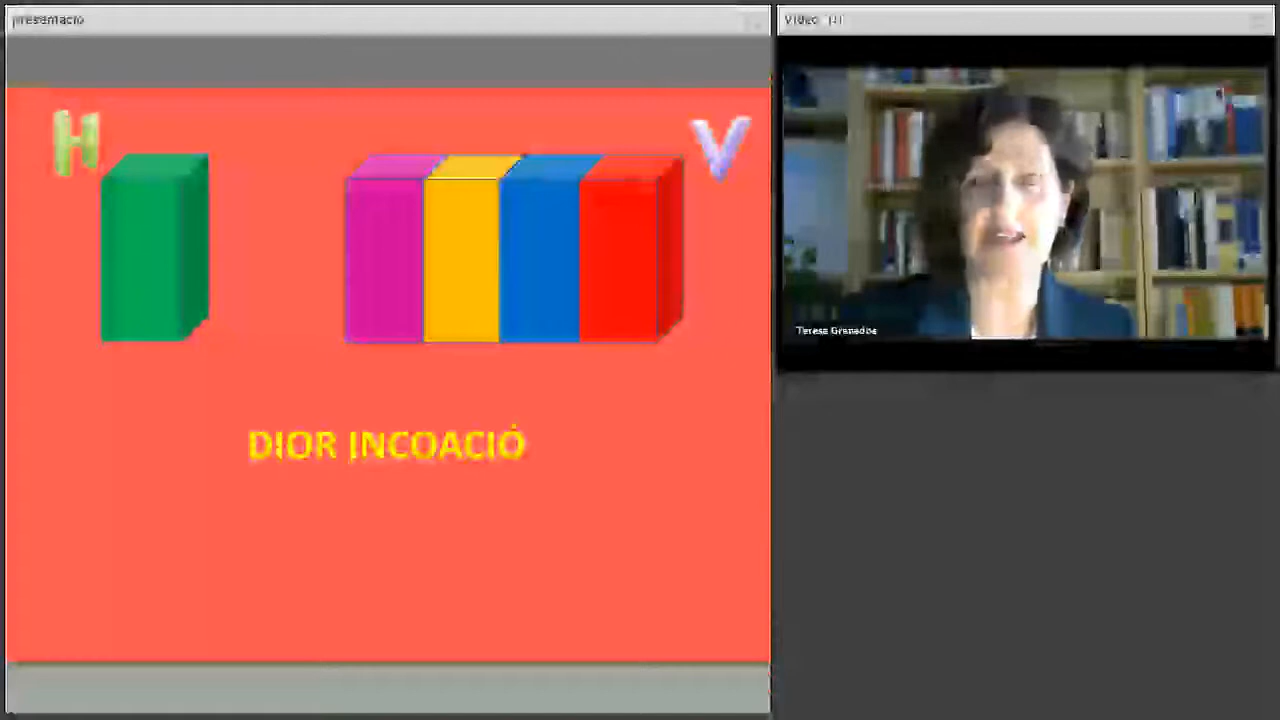 presentació
Vídeo
H
V
DIOR INCOACIÓ
Teresa Granados